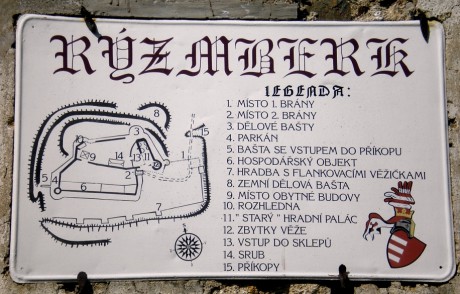 RÝZMBERK
LEGENDA:
1. MÍSTO 1. BRÁNY
2. MÍSTO 2. BRÁNY
3. DĚLOVÉ BAŠTY
4. PARKÁN
5. BAŠTA SE VSTUPEM DO PŘÍKOPU
6. HOSPODÁŘSKÝ OBJEKT
7. HRADBA S FLANKOVACÍMI VĚŽIČKAMI
8. ZEMNÍ DĚLOVÁ BAŠTA
9. MÍSTO OBYTNÉ BUDOVY
10. ROZHLEDNA
11." STARÝ " HRADNÍ PALÁC
12. ZBYTKY VĚŽE
13. VSTUP DO SKLEPŮ
14. SRUB
15. PŘÍKOPY
8
15
3
13
11
1
9
14
2
5
6
7